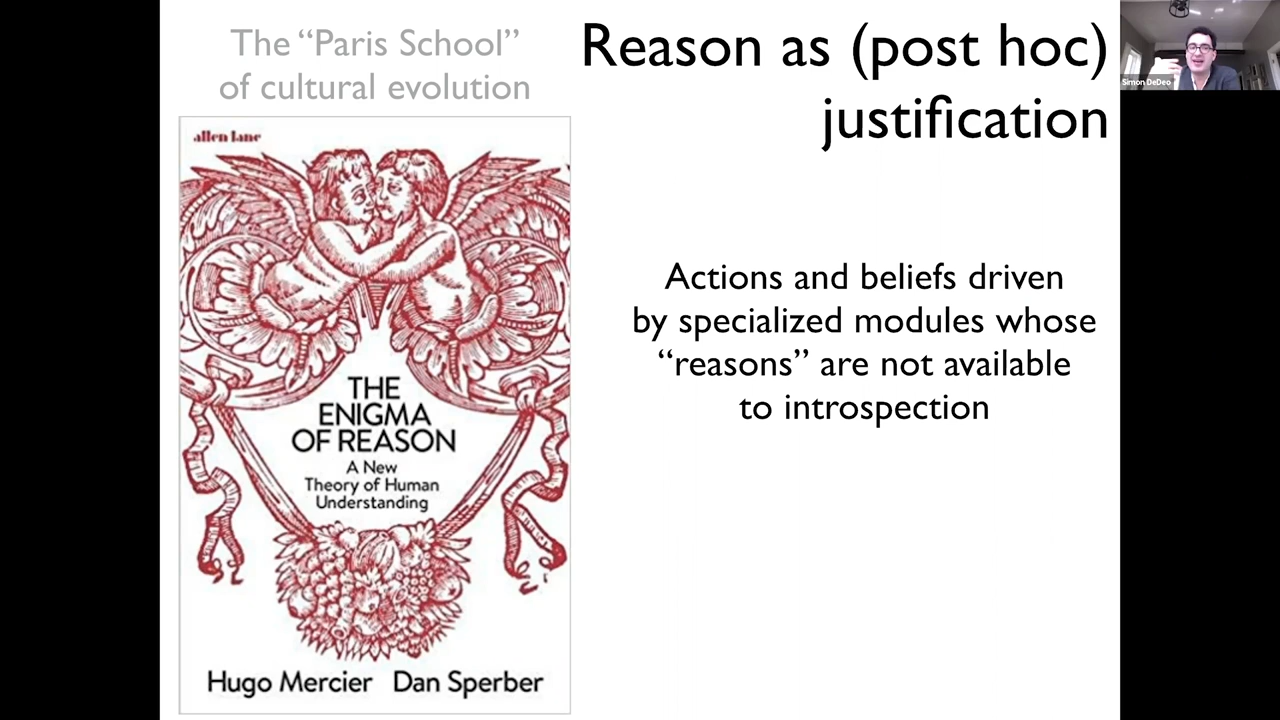 The “Paris School”
of cultural evolution
Reason as (post hoc)
justification
Simon DeDeo
allen lane
THE
ENIGMA
OF REASON
A New
Theory of Human
Understanding
Hugo Mercier Dan Sperber
Actions and beliefs driven
by specialized modules whose
“reasons” are not available
to introspection